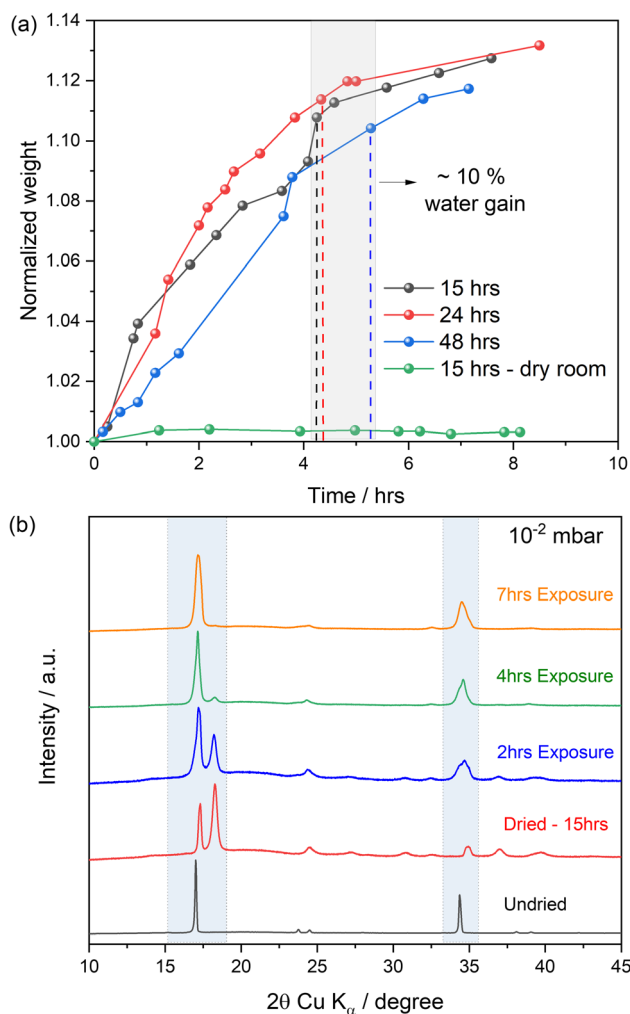 (a)
1.14
1.12
1.10
1.08
1.06
1.04
1.02
1.00
Normalized weight
~ 10 %
water gain
15 hrs
24 hrs
48 hrs
15 hrs - dry room
0 2 4 6 8 10
Time / hrs
(b)
10⁻² mbar
7hrs Exposure
4hrs Exposure
2hrs Exposure
Dried - 15hrs
Undried
Intensity / a.u.
10 15 20 25 30 35 40 45
2θ Cu Kα / degree